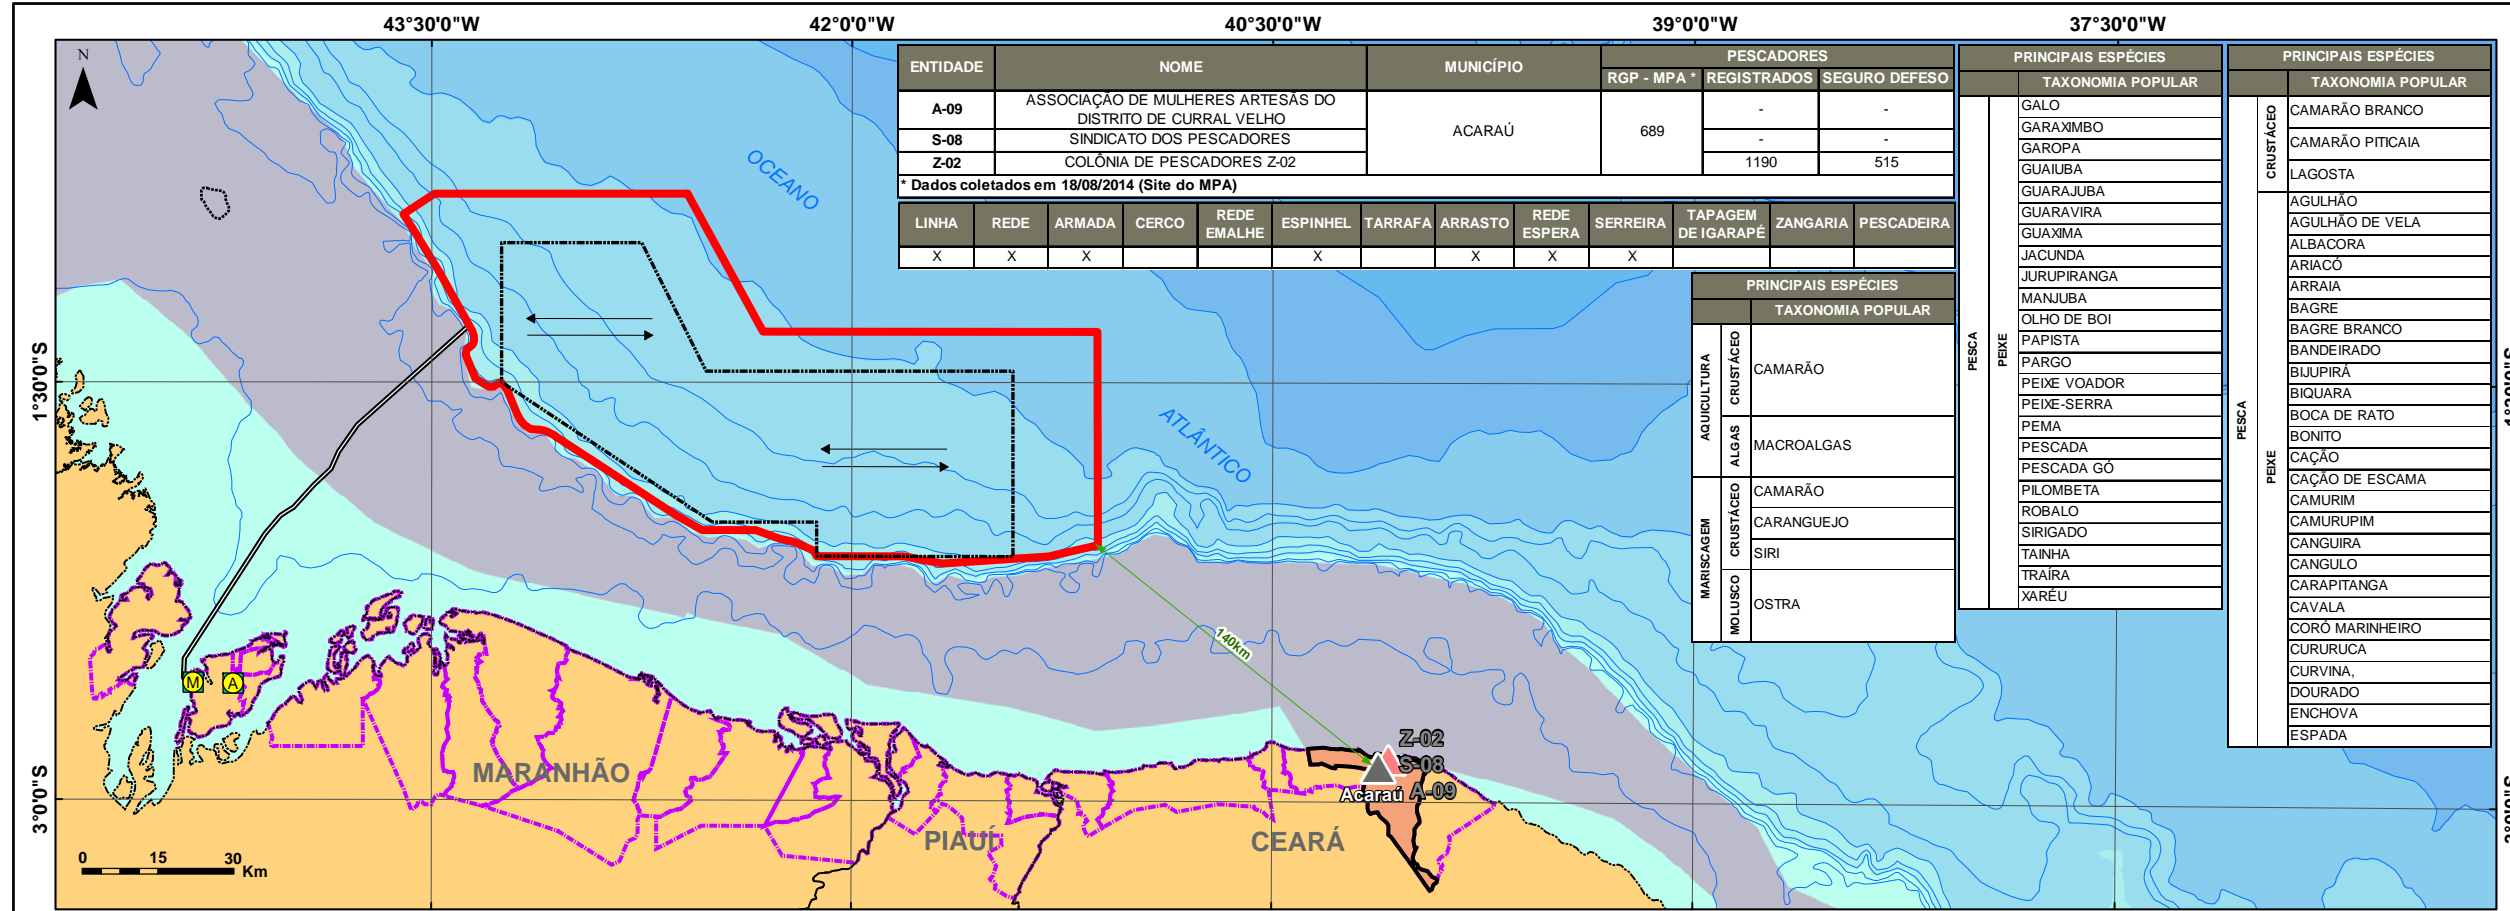 43°30'0"W 42°0'0"W 40°30'0"W 39°0'0"W 37°30'0"W
N
ENTIDADE NOME MUNICÍPIO PESCADORES
RGP - MPA * REGISTRADOS SEGURO DEFESO
A-09 ASSOCIAÇÃO DE MULHERES ARTESÃS DO
DISTRITO DE CURRAL VELHO - -
ACARAÚ 689
S-08 SINDICATO DOS PESCADORES - -
Z-02 COLÔNIA DE PESCADORES Z-02 1190 515
* Dados coletados em 18/08/2014 (Site do MPA)
LINHA REDE ARMADA CERCO REDE EMALHE ESPINHEL TARRAFA ARRASTO REDE ESPERA SERREIRA TAPAGEM DE IGARAPÉ ZANGARIA PESCADEIRA
X X X X X X X
PRINCIPAIS ESPÉCIES
TAXONOMIA POPULAR
AQUICULTURA
CRUSTÁCEO
CAMARÃO
ALGAS
MACROALGAS
MARISCAGEM
CRUSTÁCEO
CAMARÃO
CARANGUEJO
SIRI
MOLUSCO
OSTRA
PRINCIPAIS ESPÉCIES
TAXONOMIA POPULAR
PESCA
PEIXE
GALO
GARAXIMBO
GAROPA
GUAIUBA
GUARAJUBA
GUARAVIRA
GUAXIMA
JACUNDA
JURUPIRANGA
MANJUBA
OLHO DE BOI
PAPISTA
PARGO
PEIXE VOADOR
PEIXE-SERRA
PEMA
PESCADA
PESCADA GÓ
PILOMBETA
ROBALO
SIRIGADO
TAINHA
TRAÍRA
XARÉU
PRINCIPAIS ESPÉCIES
TAXONOMIA POPULAR
PESCA
CRUSTÁCEO
CAMARÃO BRANCO
CAMARÃO PITICAIA
LAGOSTA
PEIXE
AGULHÃO
AGULHÃO DE VELA
ALBACORA
ARIACÓ
ARRAIA
BAGRE
BAGRE BRANCO
BANDEIRADO
BIJUPIRÁ
BIQUARA
BOCA DE RATO
BONITO
CAÇÃO
CAÇÃO DE ESCAMA
CAMURIM
CAMURUPIM
CANGUIRA
CANGULO
CARAPITANGA
CAVALA
CORÓ MARINHEIRO
CURURUCA
CURVINA,
DOURADO
ENCHOVA
ESPADA
OCEANO
ATLÂNTICO
1°30'0"S
140km
M A
Z-02
S-08
Acaraú A-09
MARANHÃO
PIAUÍ
CEARÁ
3°0'0"S
0 15 30
Km